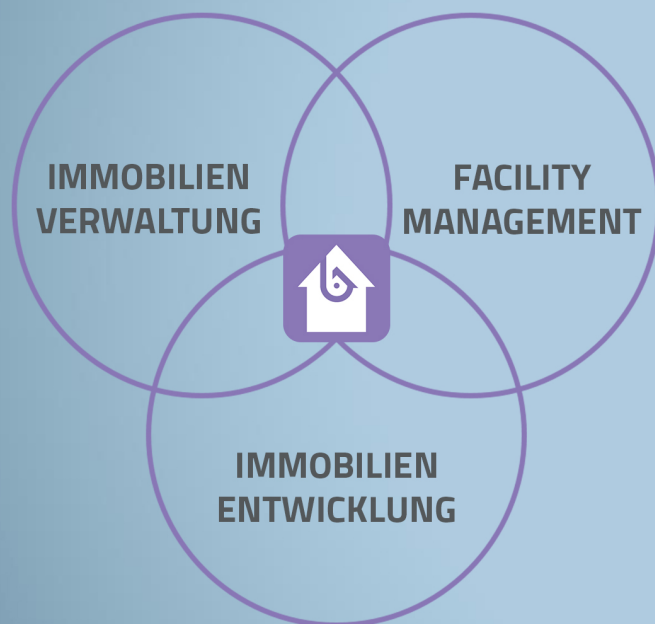 IMMOBILIEN
VERWALTUNG
FACILITY
MANAGEMENT
IMMOBILIEN
ENTWICKLUNG